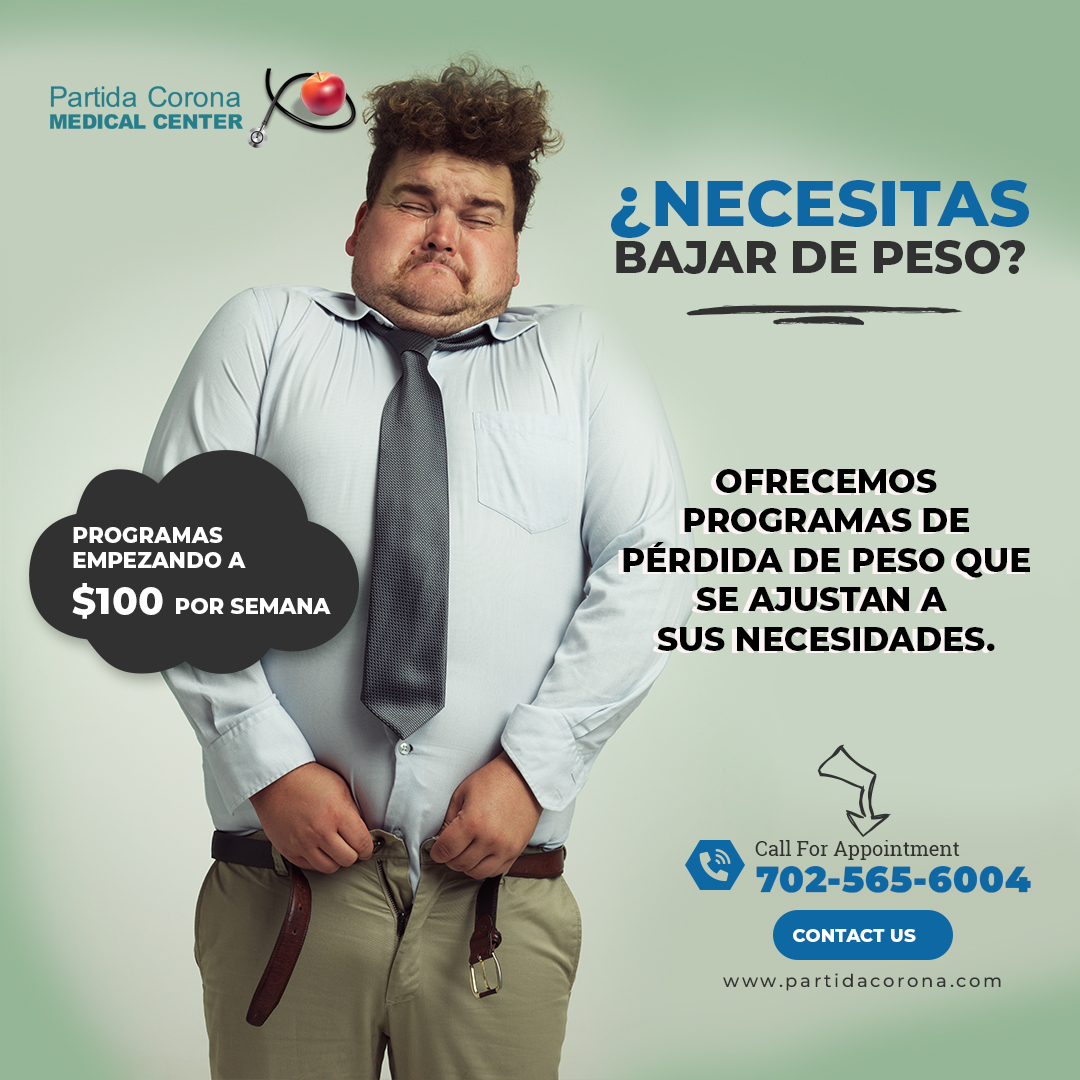 Partida Corona
MEDICAL CENTER
¿NECESITAS
BAJAR DE PESO?
PROGRAMAS
EMPEZANDO A
$100 POR SEMANA
OFRECEMOS
PROGRAMAS DE
PÉRDIDA DE PESO QUE
SE AJUSTAN A
SUS NECESIDADES.
Call For Appointment
702-565-6004
CONTACT US
www.partidacorona.com